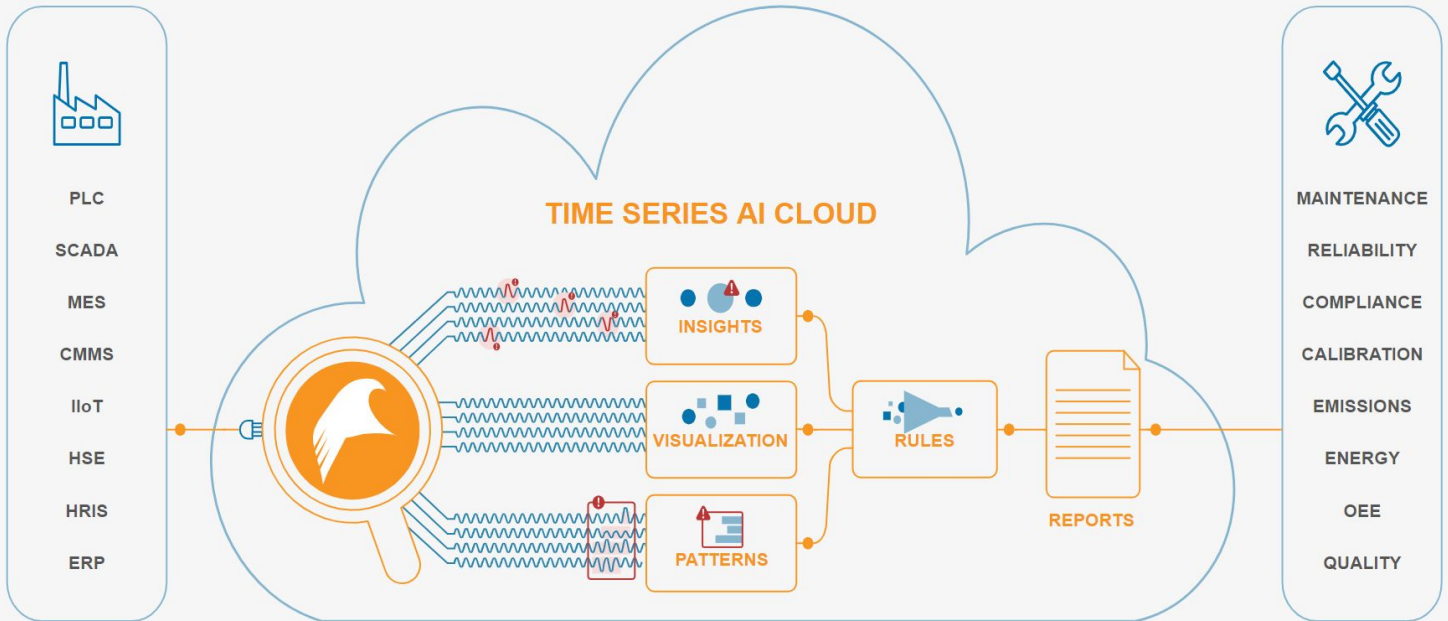 PLC
SCADA
MES
CMMS
IIoT
HSE
HRIS
ERP
TIME SERIES AI CLOUD
INSIGHTS
VISUALIZATION
PATTERNS
RULES
REPORTS
MAINTENANCE
RELIABILITY
COMPLIANCE
CALIBRATION
EMISSIONS
ENERGY
OEE
QUALITY